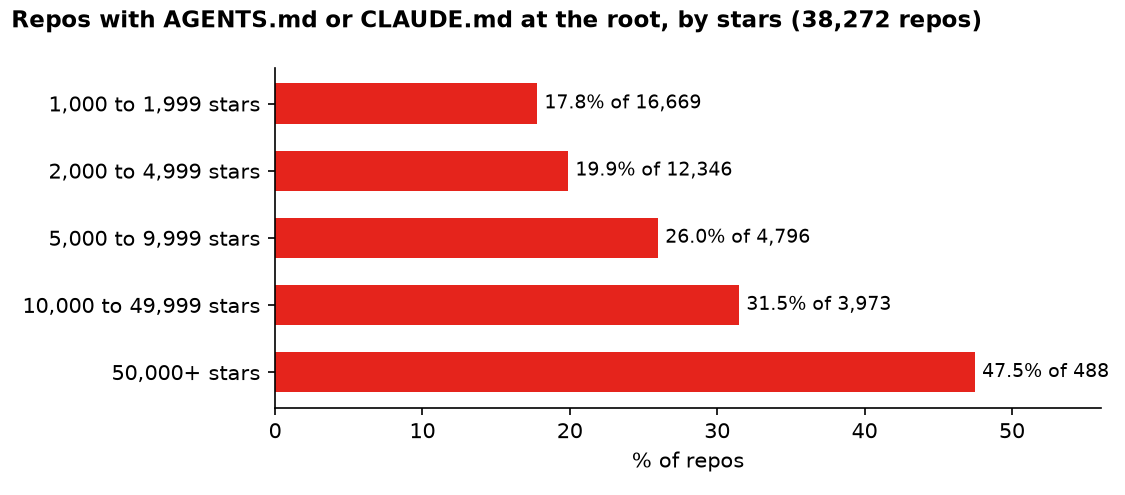 Repos with AGENTS.md or CLAUDE.md at the root, by stars (38,272 repos)
1,000 to 1,999 stars 17.8% of 16,669
2,000 to 4,999 stars 19.9% of 12,346
5,000 to 9,999 stars 26.0% of 4,796
10,000 to 49,999 stars 31.5% of 3,973
50,000+ stars 47.5% of 488
0 10 20 30 40 50
% of repos